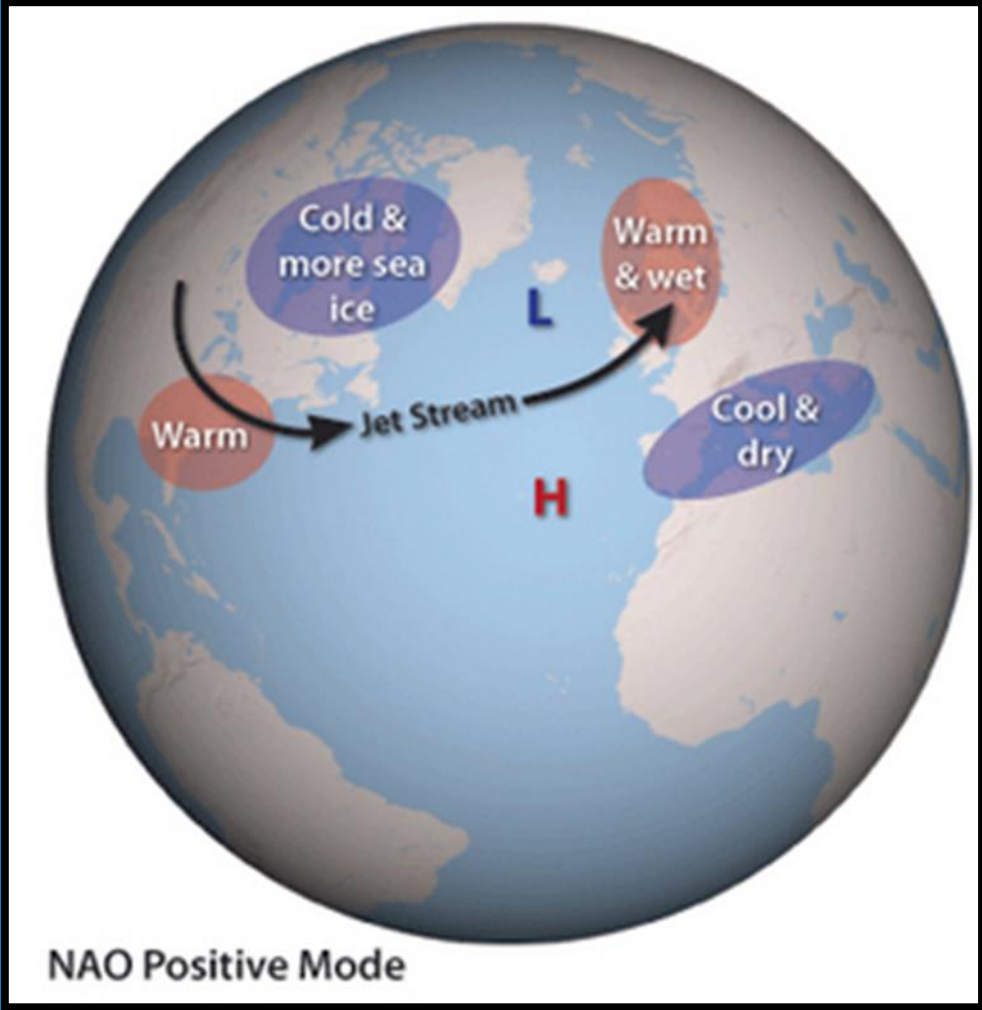 Cold &
more sea
ice
Warm
& wet
L
Jet Stream
Warm
Cool &
dry
H
NAO Positive Mode